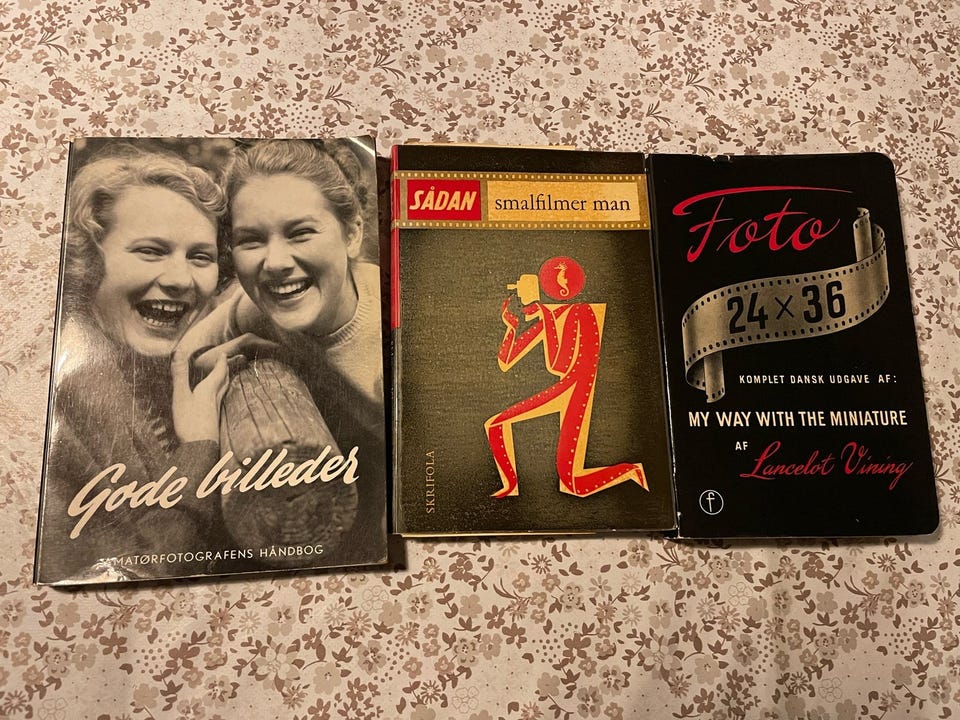 Gode billeder
MATØRFOTOGRAFENS HÅNDBOG
SÅDAN smalfilmer man
SKRIFOLA
Foto
24 x 36
KOMPLET DANSK UDGAVE AF:
MY WAY WITH THE MINIATURE
AF
Lancelot Vining
f